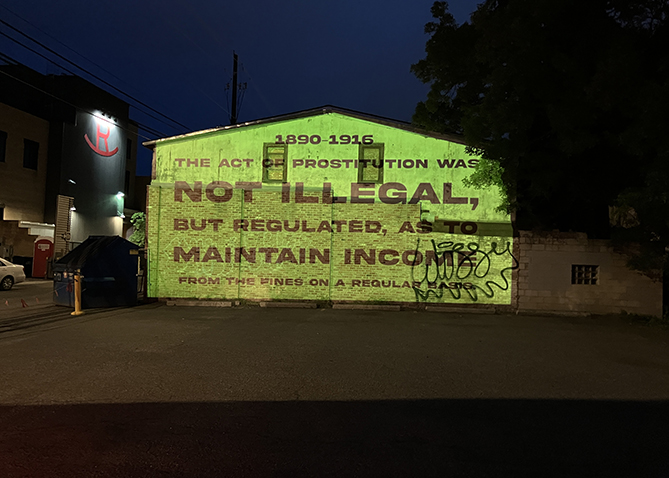 1890-1916
THE ACT OF PROSTITUTION WAS
NOT ILLEGAL,
BUT REGULATED, AS TO
MAINTAIN INCOME
FROM THE FINES ON A REGULAR BASIS
R